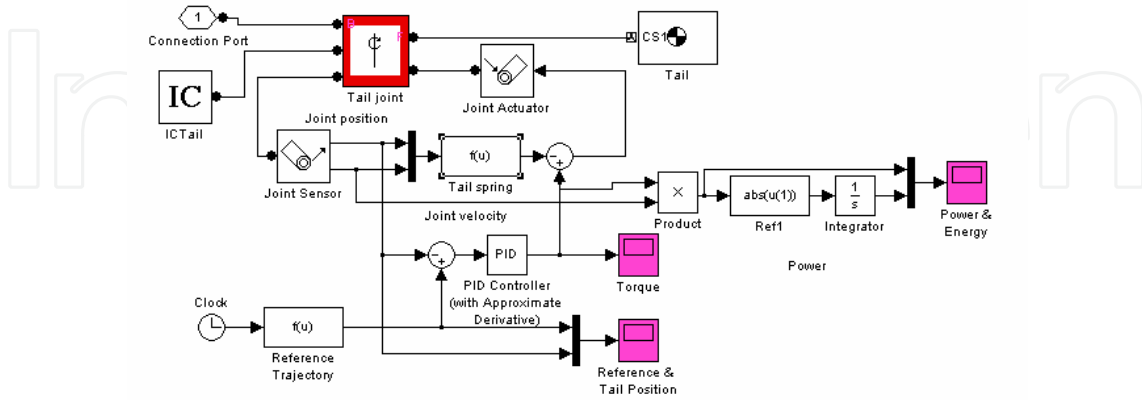 1
Connection Port
B
F
Tail joint
CS1
Tail
IC
ICTail
Joint Actuator
Joint position
Joint Sensor
f(u)
Tail spring
-
+
Joint velocity
×
Product
abs(u(1))
Ref1
1
s
Integrator
Power &
Energy
Power
-
+
PID
PID Controller
(with Approximate
Derivative)
Torque
Clock
f(u)
Reference
Trajectory
Reference &
Tail Position